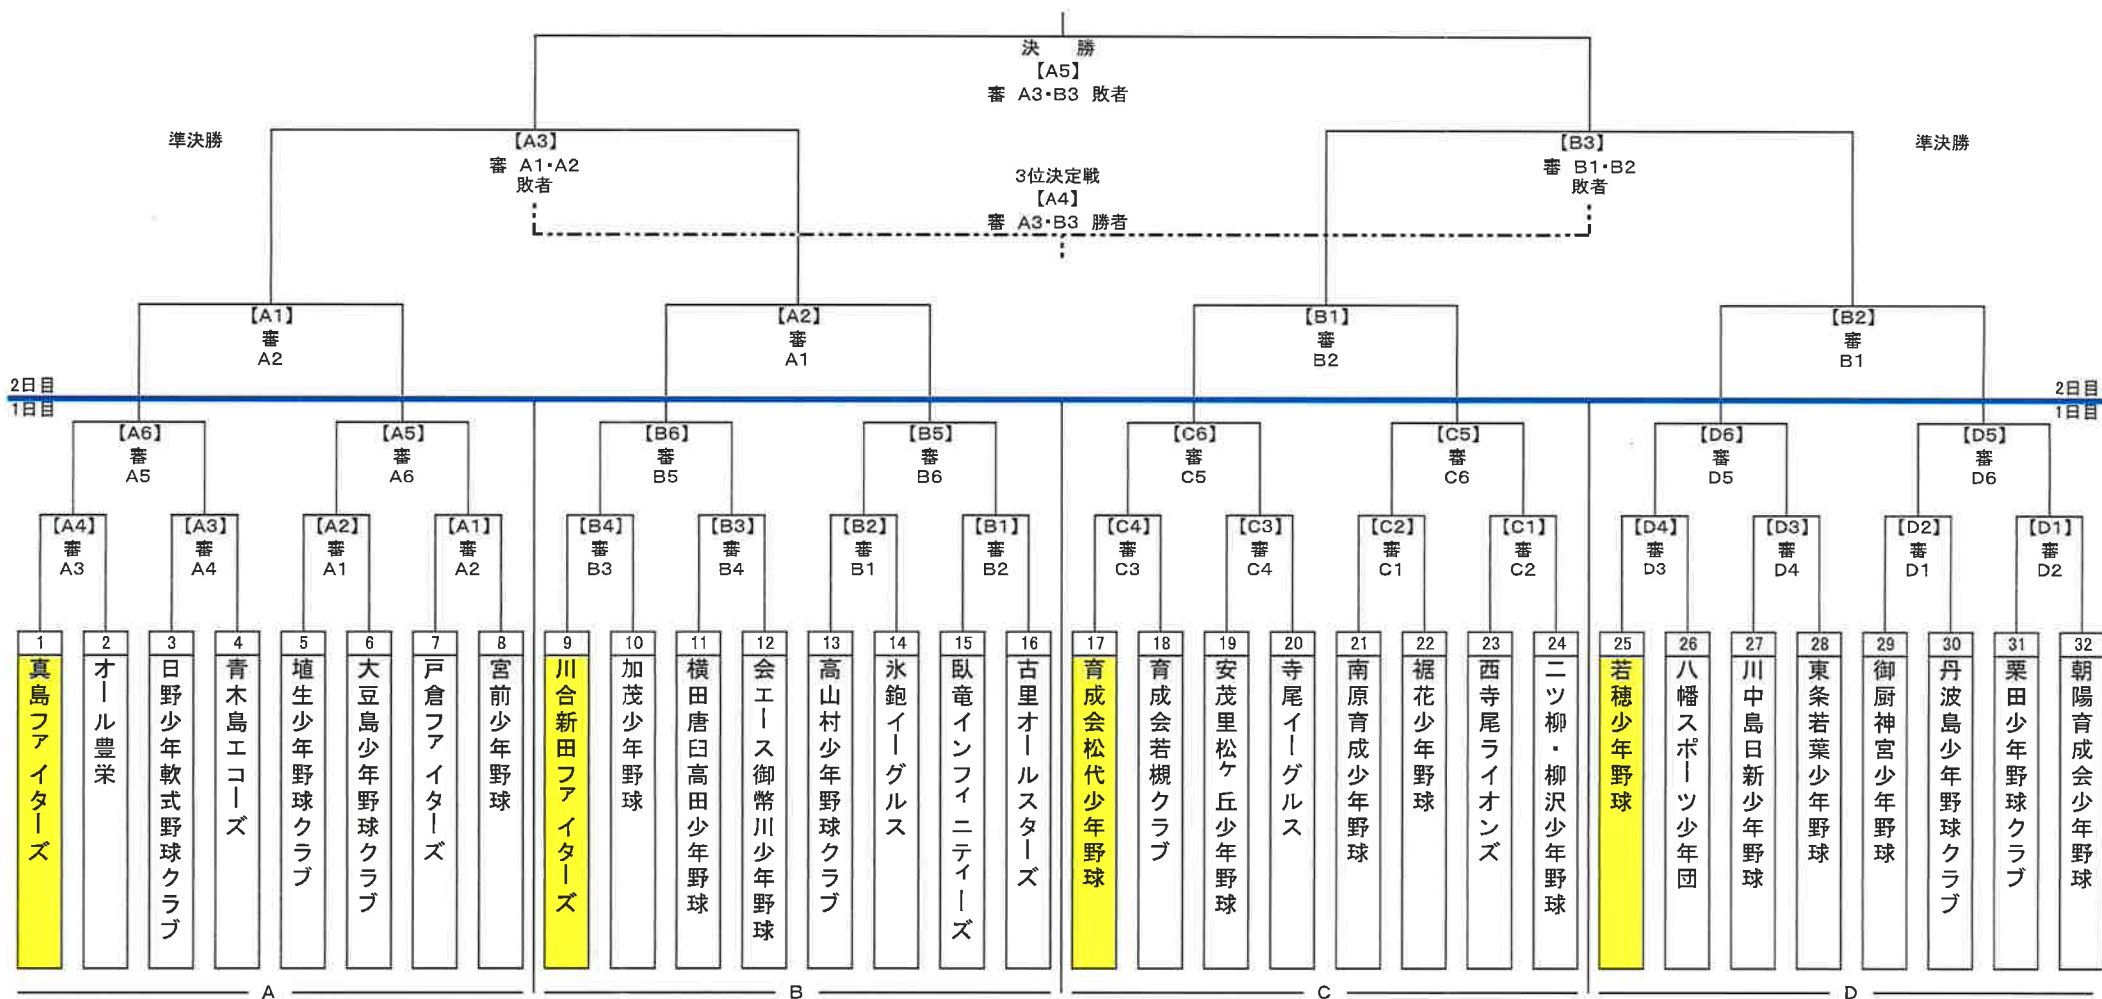 決 勝
【A5】
審 A3・B3 敗者
準決勝
【A3】
審 A1・A2
敗者
3位決定戦
【A4】
審 A3・B3 勝者
【B3】
審 B1・B2
敗者
準決勝
【A1】
審
A2
【A2】
審
A1
【B1】
審
B2
【B2】
審
B1
2日目
2日目
1日目
1日目
【A6】
審
A5
【A5】
審
A6
【B6】
審
B5
【B5】
審
B6
【C6】
審
C5
【C5】
審
C6
【D6】
審
D5
【D5】
審
D6
【A4】
審
A3
【A3】
審
A4
【A2】
審
A1
【A1】
審
A2
【B4】
審
B3
【B3】
審
B4
【B2】
審
B1
【B1】
審
B2
【C4】
審
C3
【C3】
審
C4
【C2】
審
C1
【C1】
審
C2
【D4】
審
D3
【D3】
審
D4
【D2】
審
D1
【D1】
審
D2
1
真島ファイターズ
2
オール豊栄
3
日野少年軟式野球クラブ
4
青木島エコーズ
5
埴生少年野球クラブ
6
大豆島少年野球クラブ
7
戸倉ファイターズ
8
宮前少年野球
9
川合新田ファイターズ
10
加茂少年野球
11
横田唐臼高田少年野球
12
会エース御幣川少年野球
13
高山村少年野球クラブ
14
氷鉋イーグルス
15
臥竜インフィニティーズ
16
古里オールスターズ
17
育成会松代少年野球
18
育成会若槻クラブ
19
安茂里松ケ丘少年野球
20
寺尾イーグルス
21
南原育成少年野球
22
裾花少年野球
23
西寺尾ライオンズ
24
二ツ柳・柳沢少年野球
25
若穂少年野球
26
八幡スポーツ少年団
27
川中島日新少年野球
28
東条若葉少年野球
29
御厨神宮少年野球
30
丹波島少年野球クラブ
31
栗田少年野球クラブ
32
朝陽育成会少年野球
A
B
C
D